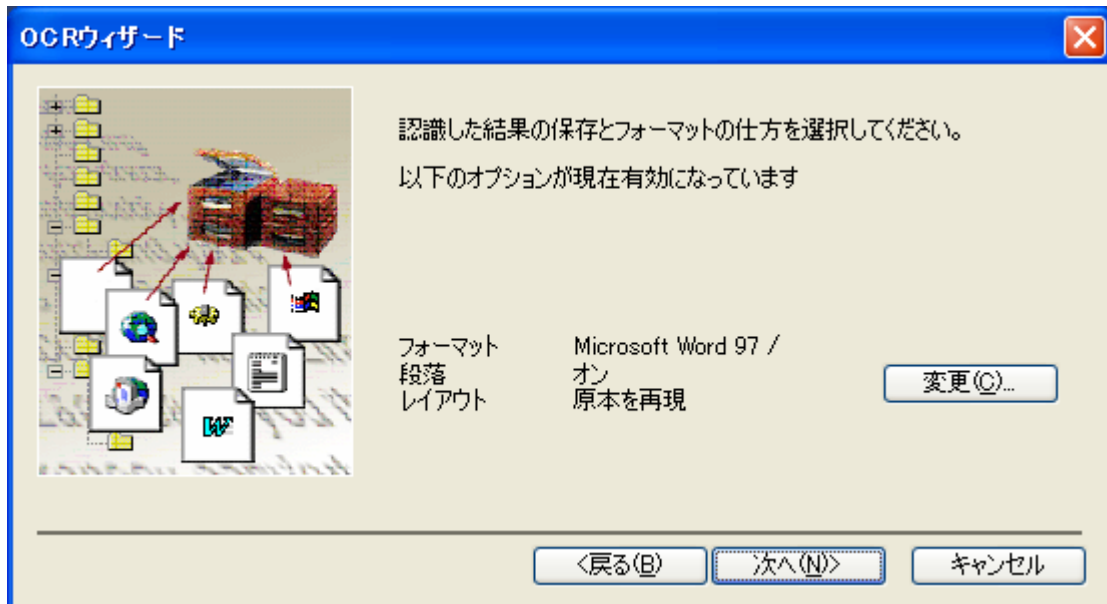 OCRウィザード
認識した結果の保存とフォーマットの仕方を選択してください。
以下のオプションが現在有効になっています
フォーマット Microsoft Word 97 /
段落 オン
レイアウト 原本を再現
変更(C)...
<戻る(B) 次へ(N)> キャンセル